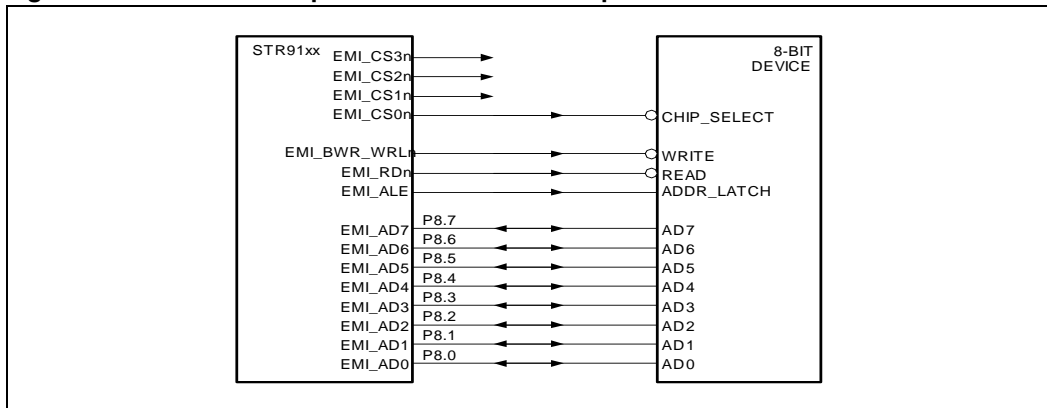 STR91xx
EMI_CS3n
EMI_CS2n
EMI_CS1n
EMI_CS0n
EMI_BWR_WRLn
EMI_RDn
EMI_ALE
EMI_AD7
EMI_AD6
EMI_AD5
EMI_AD4
EMI_AD3
EMI_AD2
EMI_AD1
EMI_AD0
P8.7
P8.6
P8.5
P8.4
P8.3
P8.2
P8.1
P8.0
8-BIT
DEVICE
CHIP_SELECT
WRITE
READ
ADDR_LATCH
AD7
AD6
AD5
AD4
AD3
AD2
AD1
AD0